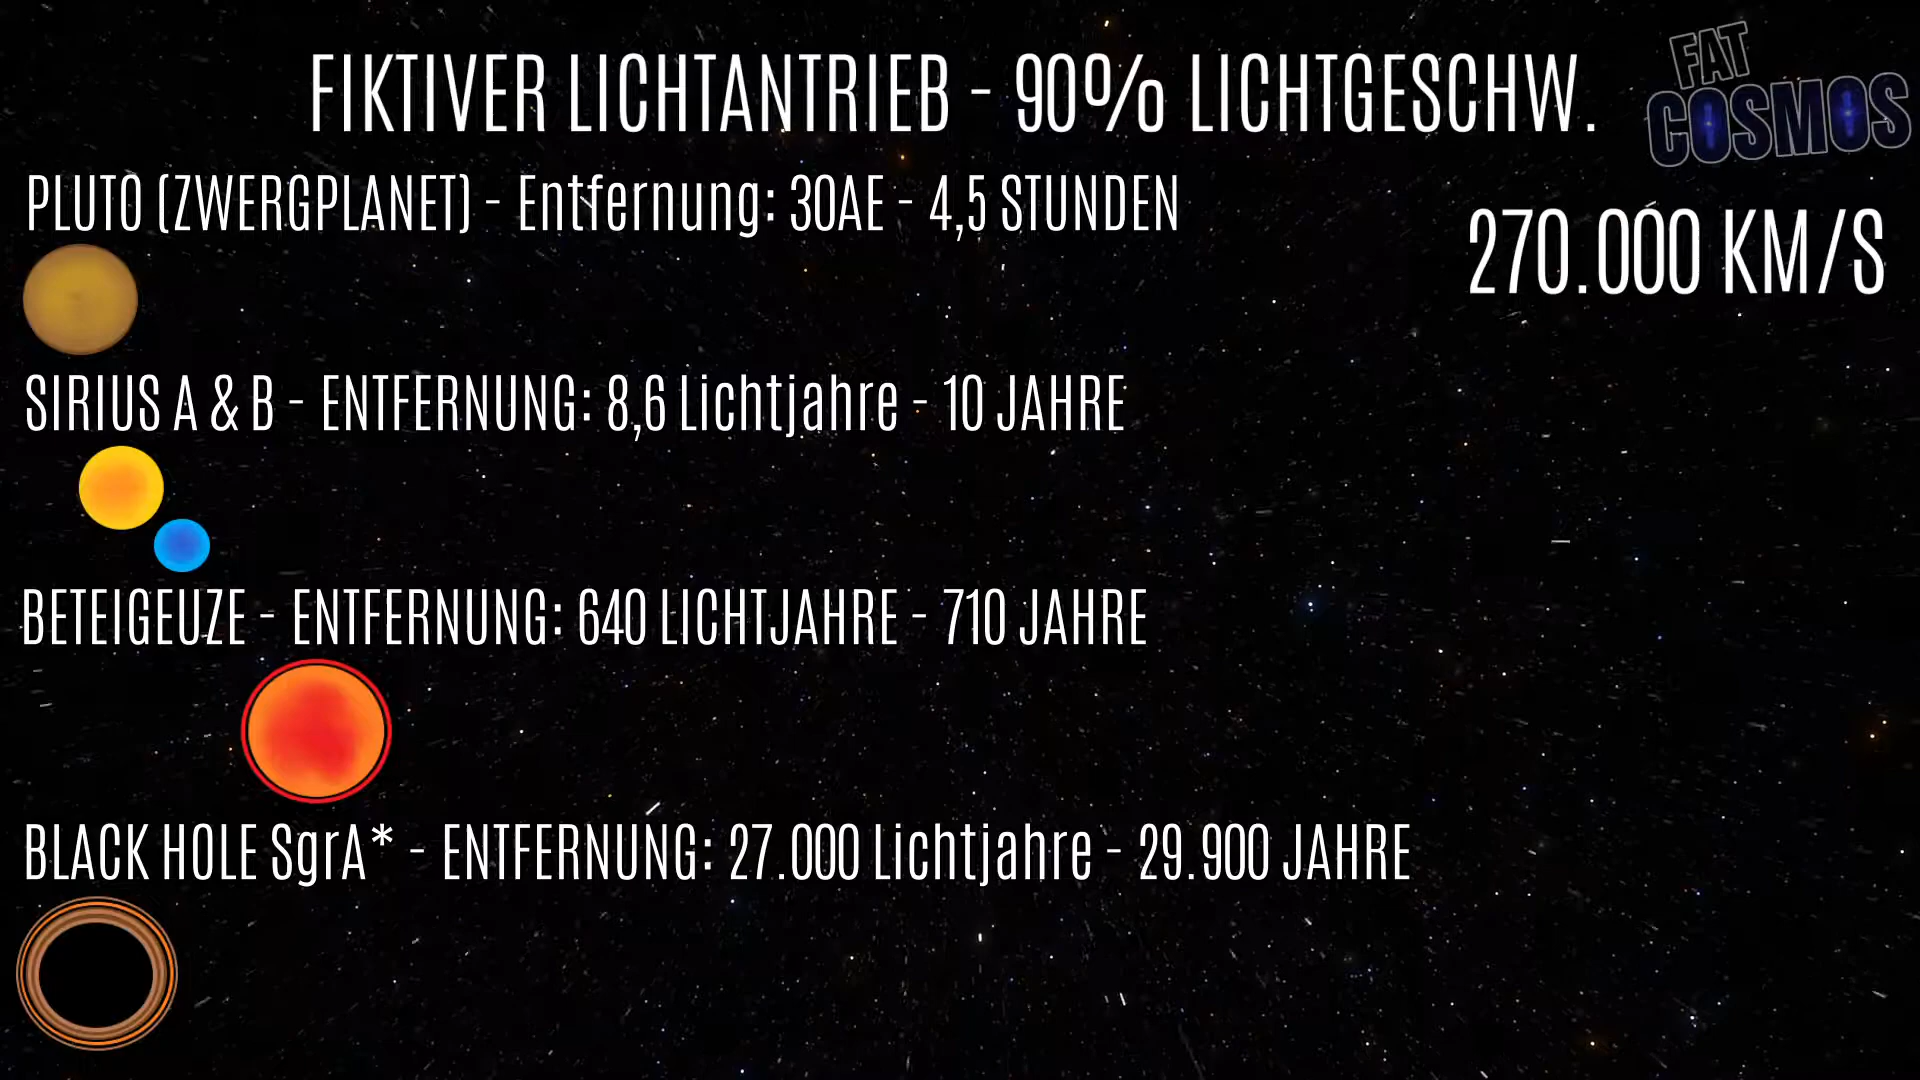 FIKTIVER LICHTANTRIEB - 90% LICHTGESCHW.
FAT
COSMOS
PLUTO (ZWERGPLANET) - Entfernung: 30AE - 4,5 STUNDEN
270.000 KM/S
SIRIUS A & B - ENTFERNUNG: 8,6 Lichtjahre - 10 JAHRE
BETEIGEUZE - ENTFERNUNG: 640 LICHTJAHRE - 710 JAHRE
BLACK HOLE SgrA* - ENTFERNUNG: 27.000 Lichtjahre - 29.900 JAHRE